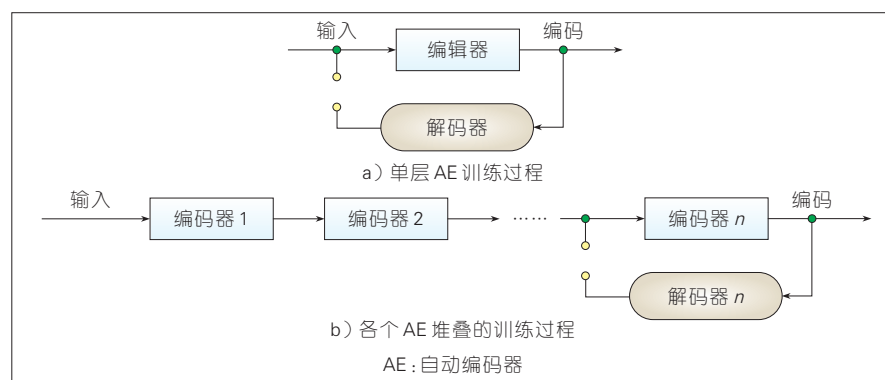 输入 编码
编辑器
解码器
a）单层 AE 训练过程
输入 编码
编码器 1 编码器 2 …… 编码器 n
解码器 n
b）各个 AE 堆叠的训练过程
AE：自动编码器